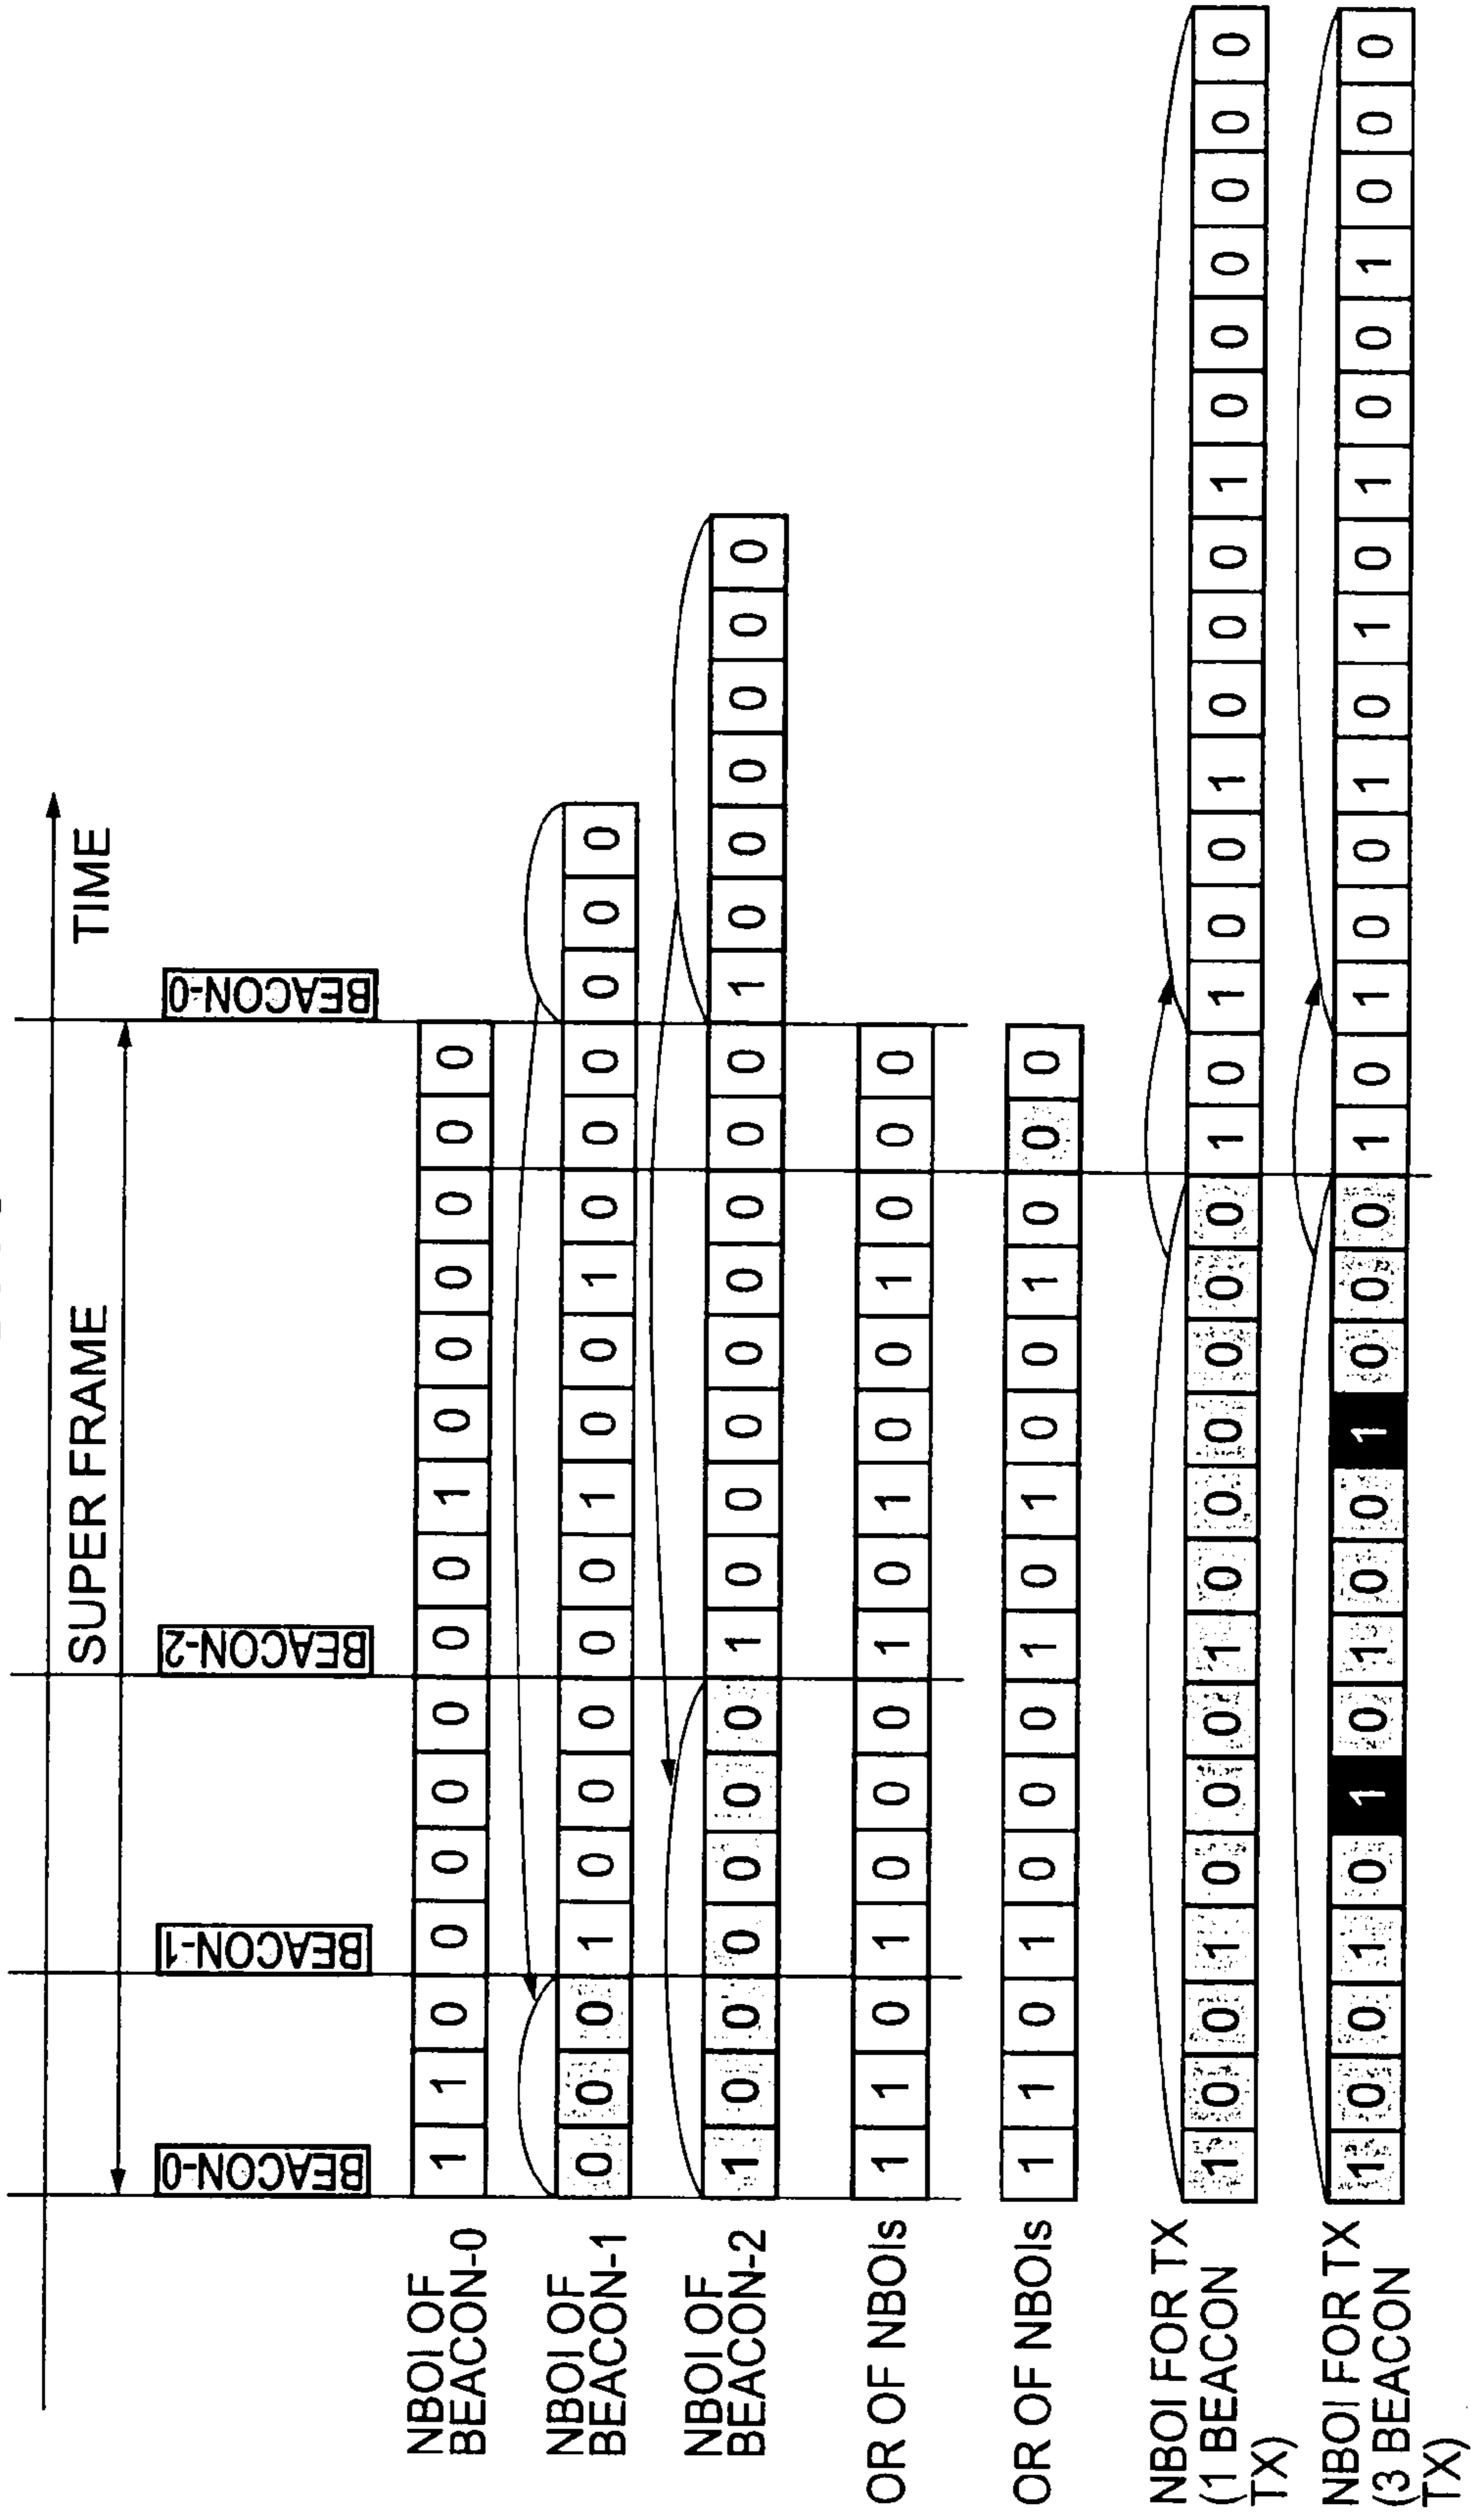 TIME
SUPER FRAME
BEACON-0 BEACON-1 BEACON-2 BEACON-0
NBOI OF
BEACON-0
1 1 0 0 0 0 0 0 0 1 0 0 0 0 0 0
NBOI OF
BEACON-1
0 0 0 1 0 0 0 0 0 1 0 0 1 0 0 0 0 0 0
NBOI OF
BEACON-2
1 0 0 0 0 0 0 1 0 0 0 0 0 0 0 0 1 0 0 0 0 0 0
OR OF NBOIs
1 1 0 1 0 0 0 1 0 1 0 0 1 0 0 0
OR OF NBOIs
1 1 0 1 0 0 0 1 0 1 0 0 1 0 0 0
NBOI FOR TX
(1 BEACON
TX)
1 0 0 1 0 0 0 1 0 0 0 0 0 0 1 0 1 0 0 1 0 0 0 1 0 0 0 0 0 0
NBOI FOR TX
(3 BEACON
TX)
1 0 0 1 0 1 0 1 0 0 1 0 0 0 1 0 1 0 0 1 0 1 0 1 0 0 1 0 0 0